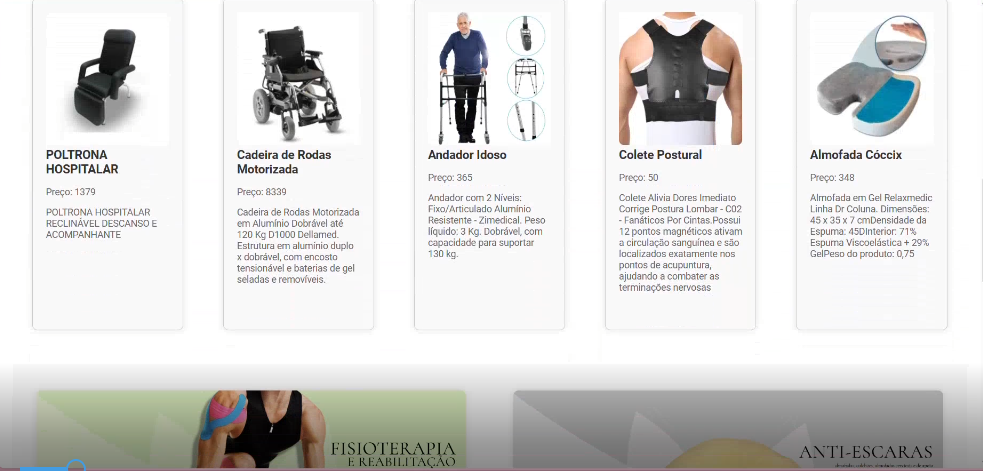 POLTRONA
HOSPITALAR
Preço: 1379
POLTRONA HOSPITALAR
RECLINÁVEL DESCANSO E
ACOMPANHANTE
Cadeira de Rodas
Motorizada
Preço: 8339
Cadeira de Rodas Motorizada
em Alumínio Dobrável até
120 Kg D1000 Dellamed.
Estrutura em alumínio duplo
x dobrável, com encosto
tensionável e baterias de gel
seladas e removíveis.
Andador Idoso
Preço: 365
Andador com 2 Níveis:
Fixo/Articulado Alumínio
Resistente - Zimedical. Peso
líquido: 3 Kg. Dobrável, com
capacidade para suportar
130 kg.
Colete Postural
Preço: 50
Colete Alivia Dores Imediato
Corrige Postura Lombar - C02
- Fanáticos Por Cintas.Possui
12 pontos magnéticos ativam
a circulação sanguínea e são
localizados exatamente nos
pontos de acupuntura,
ajudando a combater as
terminações nervosas
Almofada Cóccix
Preço: 348
Almofada em Gel Relaxmedic
Linha Dr Coluna. Dimensões:
45 x 35 x 7 cmDensidade da
Espuma: 45DInterior: 71%
Espuma Viscoelástica + 29%
GelPeso do produto: 0,75
FISIOTERAPIA
E REABILITAÇÃO
ANTI-ESCARAS